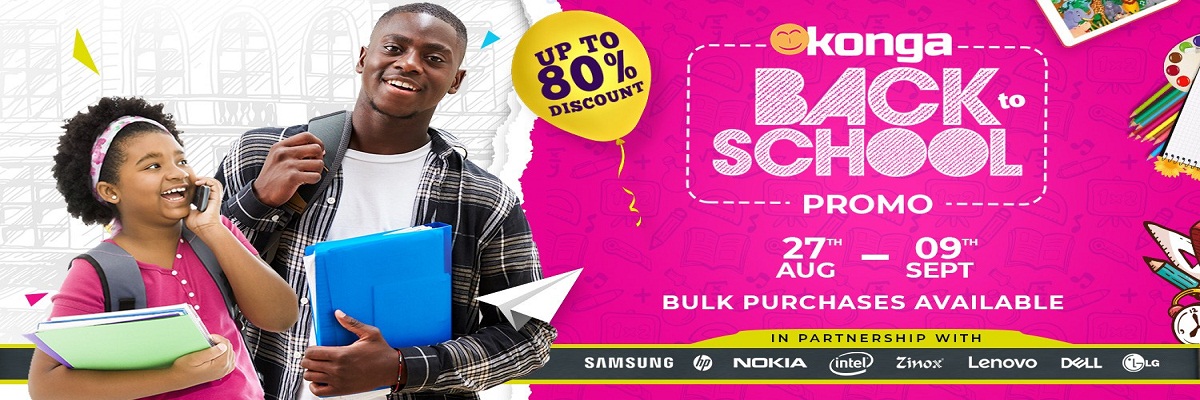 UP TO
80%
DISCOUNT
konga
BACK to
SCHOOL
PROMO
27TH AUG — 09TH SEPT
BULK PURCHASES AVAILABLE
IN PARTNERSHIP WITH
SAMSUNG hp NOKIA intel Zinox Lenovo DELL LG